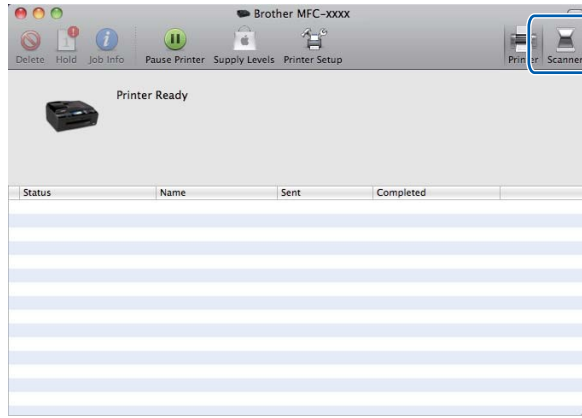 Brother MFC-xxxx
Delete Hold Job Info Pause Printer Supply Levels Printer Setup Printer Scanner
Printer Ready
Status Name Sent Completed